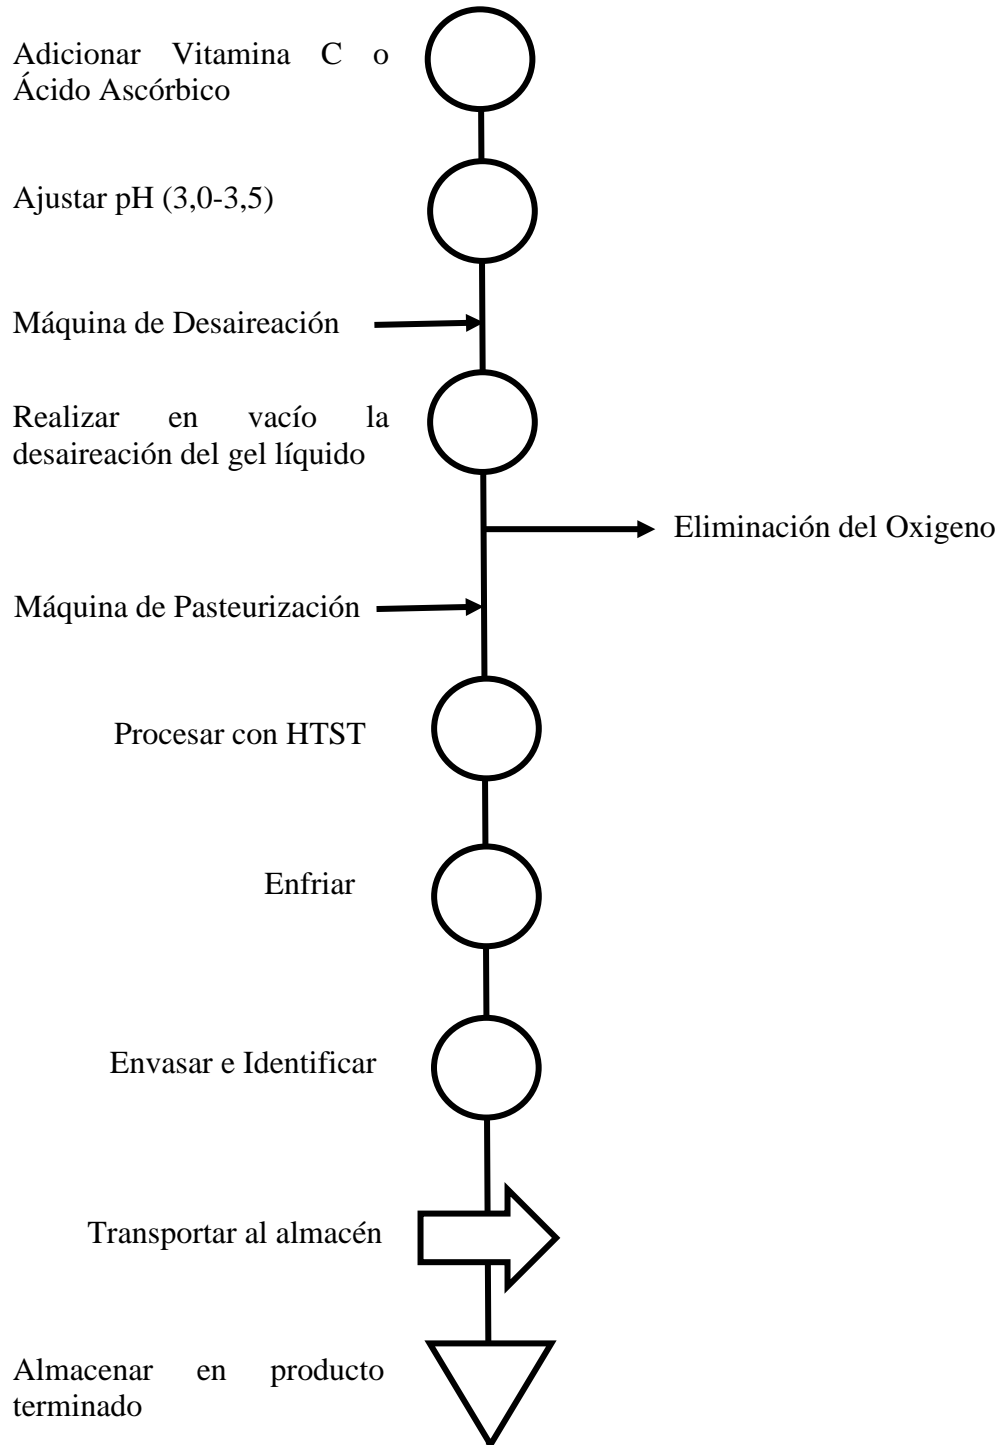 Adicionar Vitamina C o
Ácido Ascórbico
Ajustar pH (3,0-3,5)
Máquina de Desaireación
Realizar en vacío la
desaireación del gel líquido
Eliminación del Oxigeno
Máquina de Pasteurización
Procesar con HTST
Enfriar
Envasar e Identificar
Transportar al almacén
Almacenar en producto
terminado